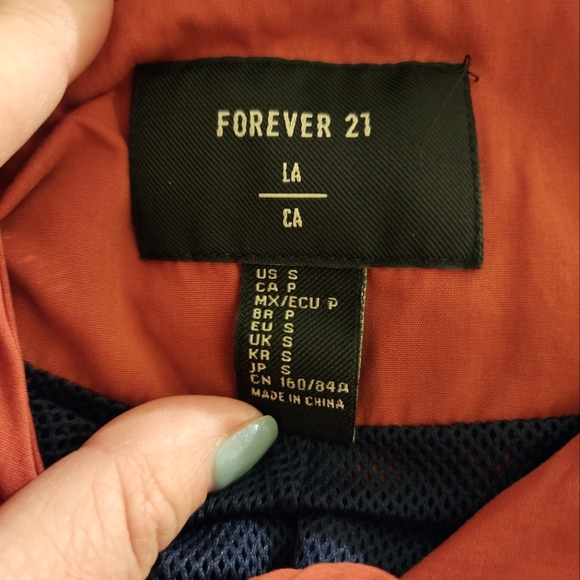 FOREVER 21
LA
CA
US S
CA P
MX/ECU P
BR P
EU S
UK S
KR S
JP S
CN 160/84A
MADE IN CHINA